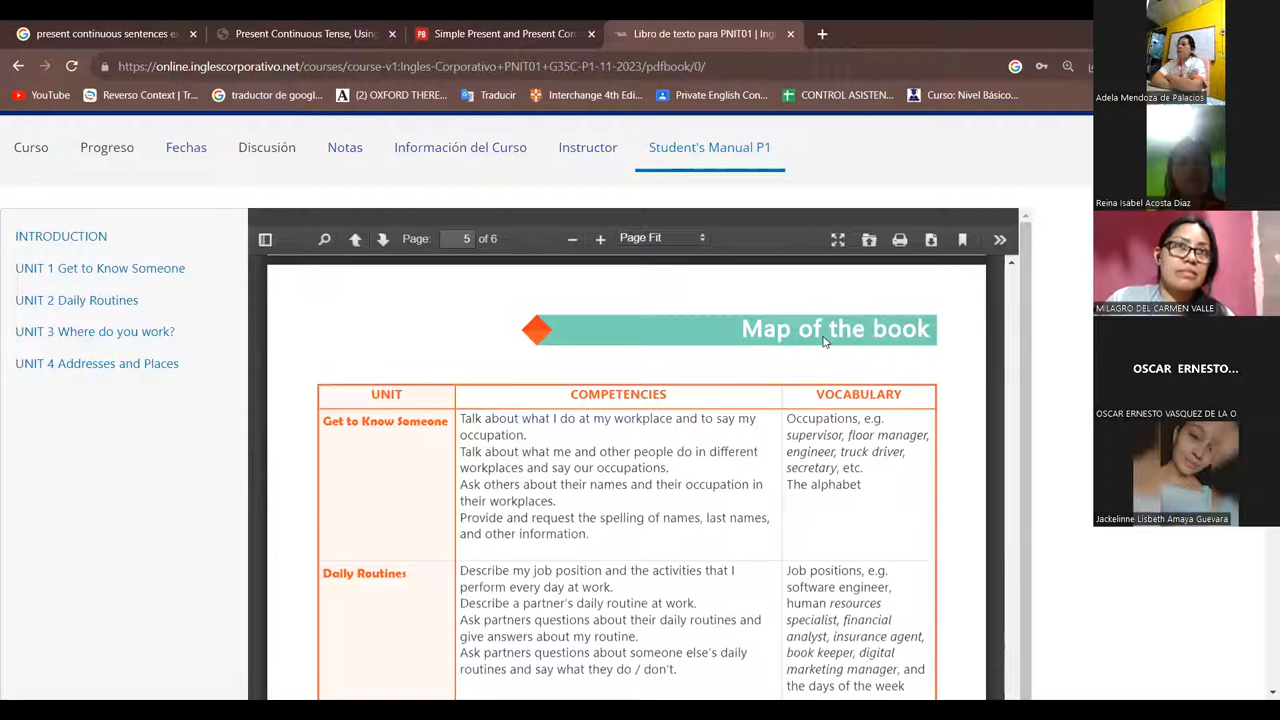 present continuous sentences e
Present Continuous Tense, Usin
Simple Present and Present Con
Libro de texto para PNIT01 | Ing
https://online.inglescorporativo.net/courses/course-v1:Ingles-Corporativo+PNIT01+G35C-P1-11-2023/pdfbook/0/
YouTube
Reverso Context | Tr...
traductor de googl...
(2) OXFORD THERE...
Traducir
Interchange 4th Edi...
Private English Con...
CONTROL ASISTEN...
Curso: Nivel Básico...
Curso
Progreso
Fechas
Discusión
Notas
Información del Curso
Instructor
Student's Manual P1
INTRODUCTION
UNIT 1 Get to Know Someone
UNIT 2 Daily Routines
UNIT 3 Where do you work?
UNIT 4 Addresses and Places
Page: 5 of 6
Page Fit
Map of the book
UNIT
COMPETENCIES
VOCABULARY
Get to Know Someone
Talk about what I do at my workplace and to say my
occupation.
Talk about what me and other people do in different
workplaces and say our occupations.
Ask others about their names and their occupation in
their workplaces.
Provide and request the spelling of names, last names,
and other information.
Occupations, e.g.
supervisor, floor manager,
engineer, truck driver,
secretary, etc.
The alphabet
Daily Routines
Describe my job position and the activities that I
perform every day at work.
Describe a partner's daily routine at work.
Ask partners questions about their daily routines and
give answers about my routine.
Ask partners questions about someone else's daily
routines and say what they do / don't.
Job positions, e.g.
software engineer,
human resources
specialist, financial
analyst, insurance agent,
book keeper, digital
marketing manager, and
the days of the week
Adela Mendoza de Palacios
Reina Isabel Acosta Diaz
MILAGRO DEL CARMEN VALLE
OSCAR ERNESTO...
OSCAR ERNESTO VASQUEZ DE LA O
Jackelinne Lisbeth Amaya Guevara